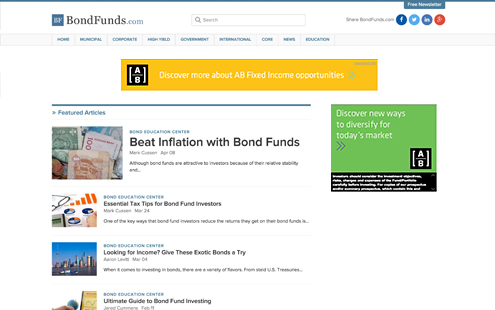 Free Newsletter
BF BondFunds.com
Search
Share BondFunds.com
HOME MUNICIPAL CORPORATE HIGH YIELD GOVERNMENT INTERNATIONAL CORE NEWS EDUCATION
[A B] Discover more about AB Fixed Income opportunities
» Featured Articles
BOND EDUCATION CENTER
Beat Inflation with Bond Funds
Mark Cussen Apr 08
Although bond funds are attractive to investors because of their relative stability
and...
BOND EDUCATION CENTER
Essential Tax Tips for Bond Fund Investors
Mark Cussen Mar 24
One of the key ways that bond fund investors reduce the returns they get on their bond funds is...
BOND EDUCATION CENTER
Looking for Income? Give These Exotic Bonds a Try
Aaron Levitt Mar 04
When it comes to investing in bonds, there are a variety of flavors. From staid U.S. Treasuries...
BOND EDUCATION CENTER
Ultimate Guide to Bond Fund Investing
Jared Cummans Feb 11
Discover new ways
to diversify for
today's market
[A B]
Investors should consider the investment objectives,
risks, charges and expenses of the Fund/Portfolio
carefully before investing. For copies of our prospectus
and/or summary prospectus, which contain this and